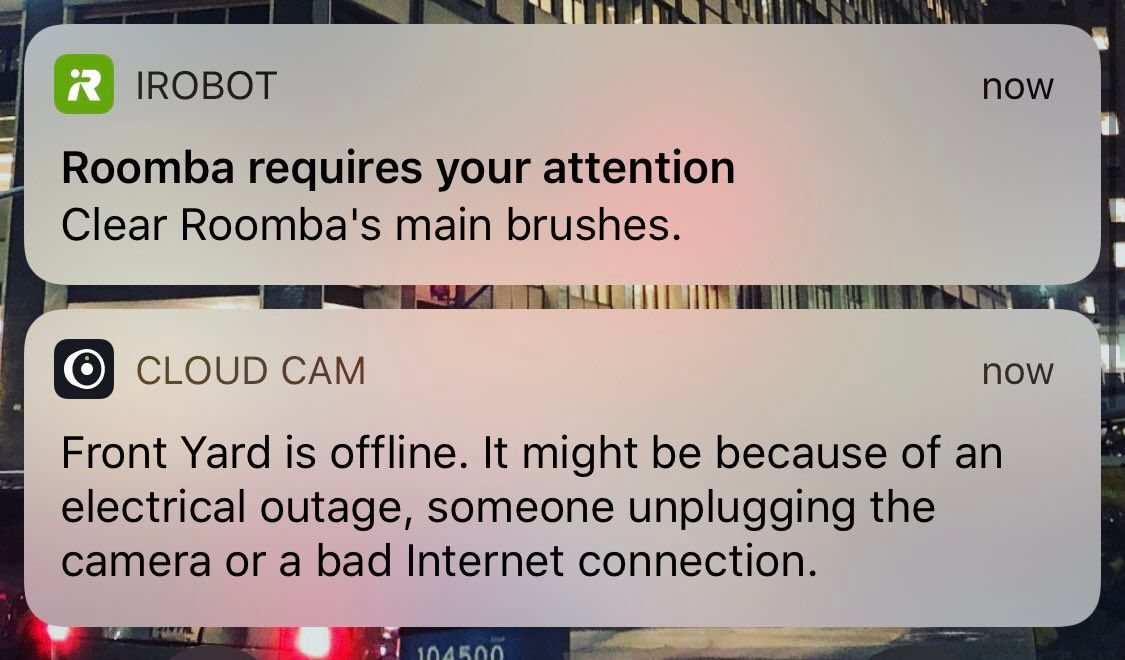 IROBOT now
Roomba requires your attention
Clear Roomba's main brushes.
CLOUD CAM now
Front Yard is offline. It might be because of an
electrical outage, someone unplugging the
camera or a bad Internet connection.
104500